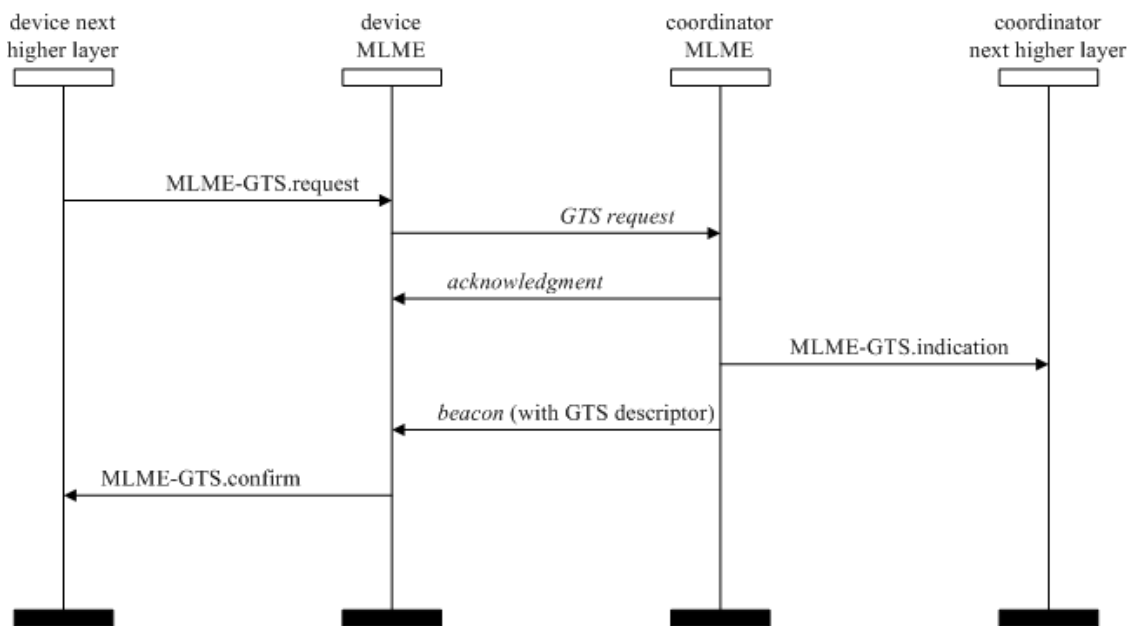 device next
higher layer
device
MLME
coordinator
MLME
coordinator
next higher layer
MLME-GTS.request
GTS request
acknowledgment
MLME-GTS.indication
beacon (with GTS descriptor)
MLME-GTS.confirm